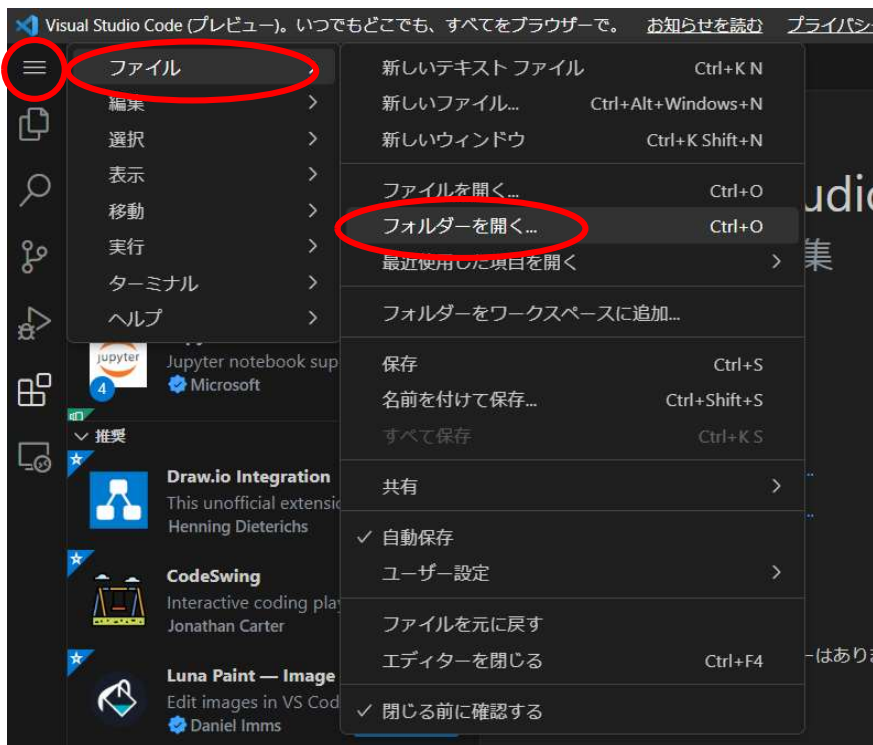 Visual Studio Code (プレビュー)。いつでもどこでも、すべてをブラウザーで。 お知らせを読む プライバシ
ファイル
編集
選択
表示
移動
実行
ターミナル
ヘルプ
新しいテキスト ファイル Ctrl+K N
新しいファイル... Ctrl+Alt+Windows+N
新しいウィンドウ Ctrl+K Shift+N
ファイルを開く... Ctrl+O
フォルダーを開く... Ctrl+O
最近使用した項目を開く
フォルダーをワークスペースに追加...
保存 Ctrl+S
名前を付けて保存... Ctrl+Shift+S
すべて保存 Ctrl+K S
共有
自動保存
ユーザー設定
ファイルを元に戻す
エディターを閉じる Ctrl+F4
閉じる前に確認する
udio
集
ーはありま
jupyter
4
Jupyter notebook sup
Microsoft
推奨
Draw.io Integration
This unofficial extensio
Henning Dieterichs
CodeSwing
Interactive coding play
Jonathan Carter
Luna Paint — Image
Edit images in VS Cod
Daniel Imms